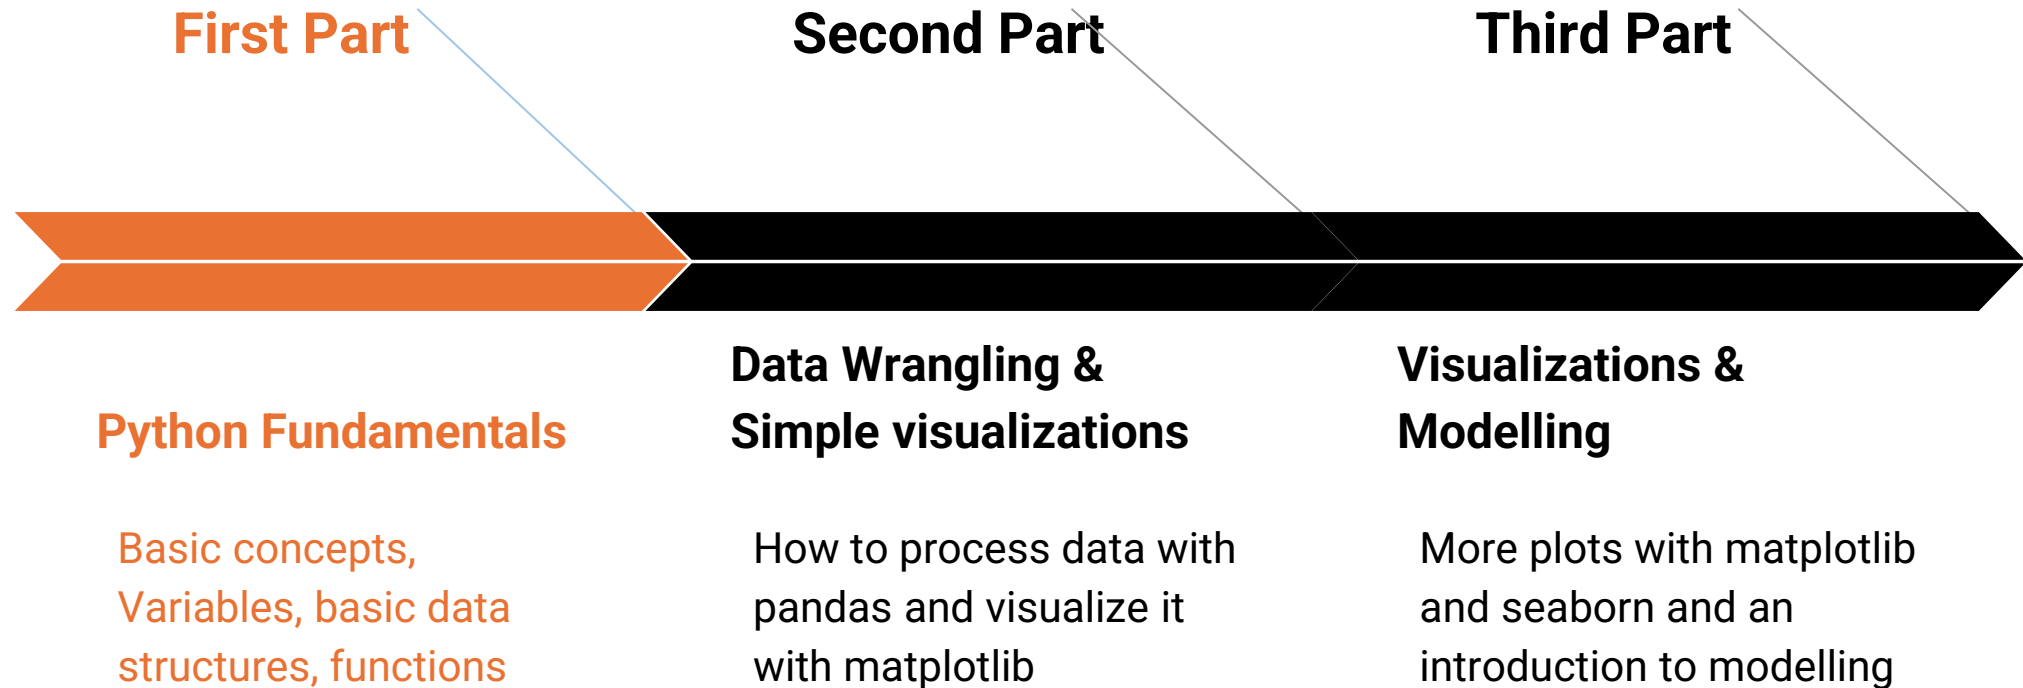 First Part
Second Part
Third Part
Python Fundamentals
Data Wrangling &
Simple visualizations
Visualizations &
Modelling
Basic concepts,
Variables, basic data
structures, functions
How to process data with
pandas and visualize it
with matplotlib
More plots with matplotlib
and seaborn and an
introduction to modelling